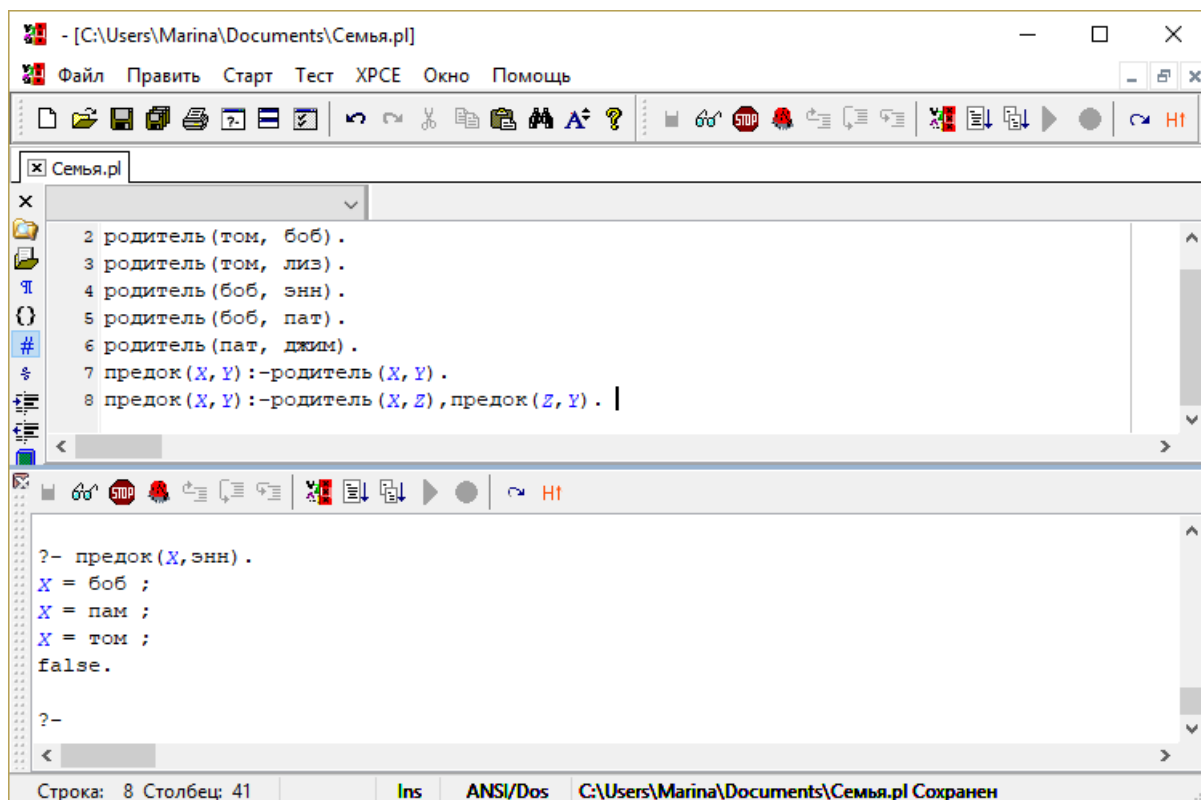 - [C:\Users\Marina\Documents\Семья.pl]
Файл Править Старт Тест XPCE Окно Помощь
STOP
H↑
Семья.pl
2 родитель(том, боб).
3 родитель(том, лиз).
4 родитель(боб, энн).
5 родитель(боб, пат).
6 родитель(пат, джим).
7 предок(X,Y):-родитель(X,Y).
8 предок(X,Y):-родитель(X,Z),предок(Z,Y).
STOP
H↑
?- предок(X,энн).
X = боб ;
X = пам ;
X = том ;
false.
?-
Строка: 8 Столбец: 41 Ins ANSI/Dos C:\Users\Marina\Documents\Семья.pl Сохранен